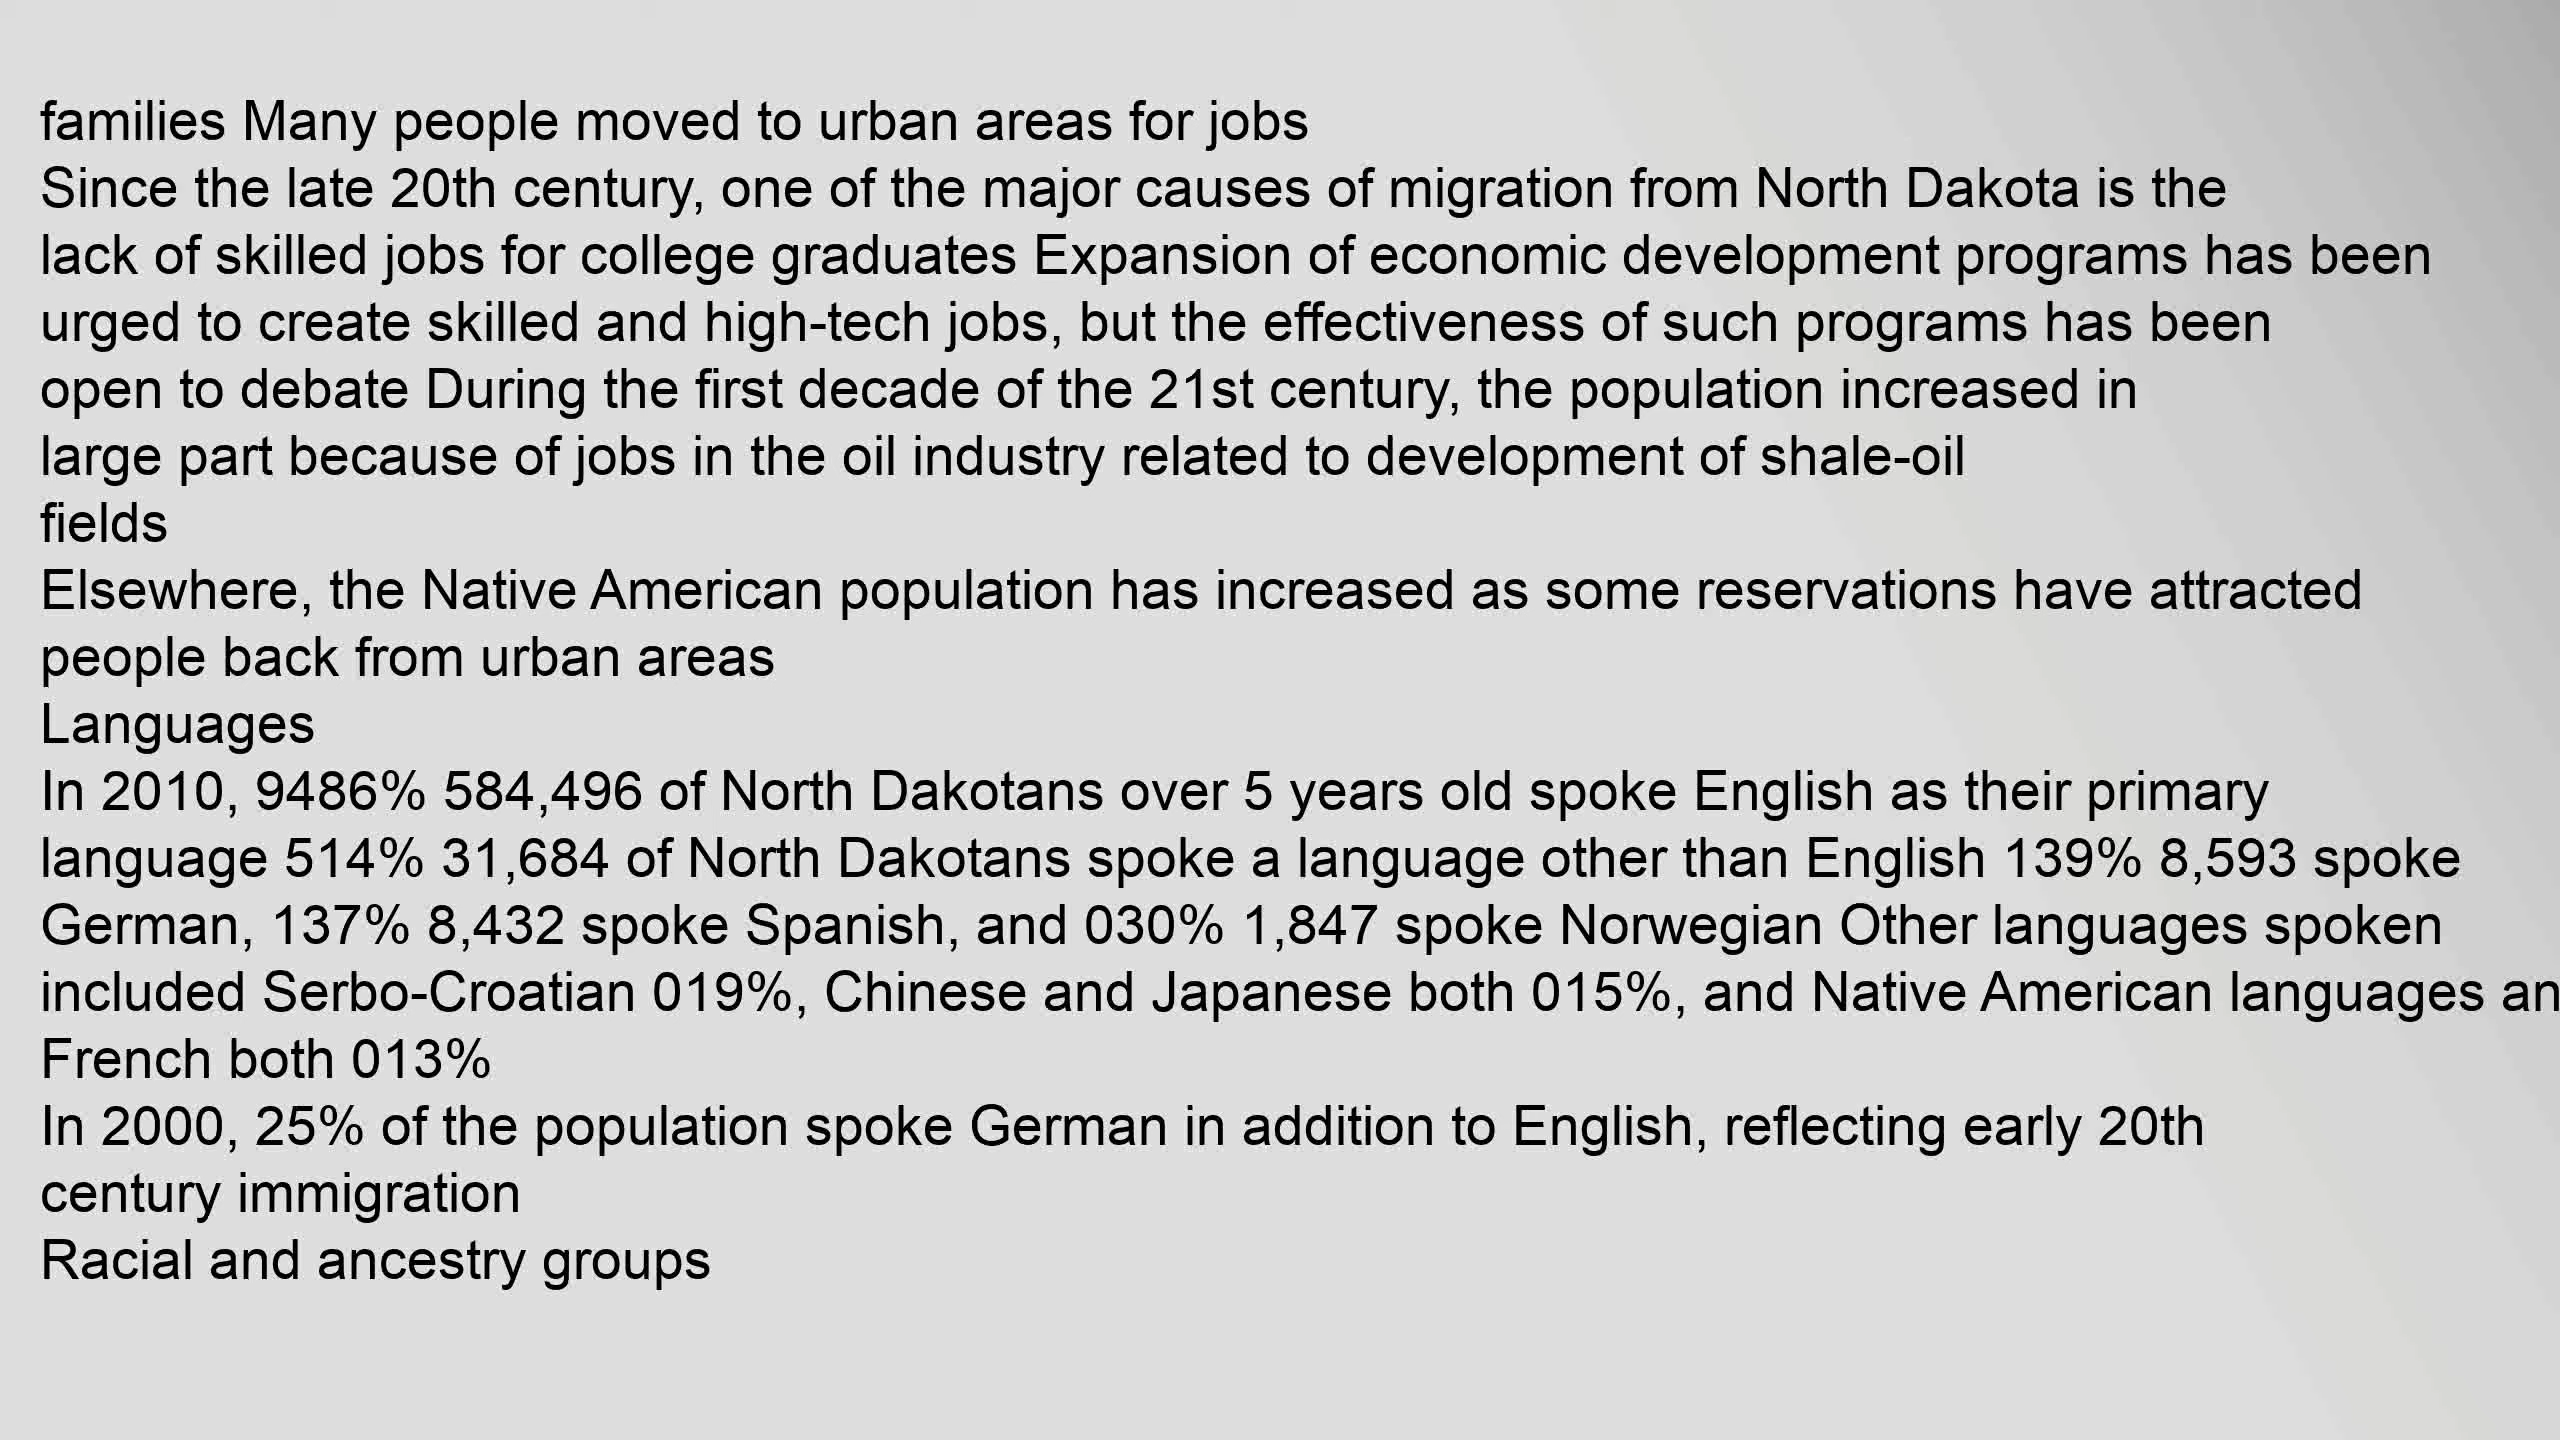 families Many people moved to urban areas for jobs
Since the late 20th century, one of the major causes of migration from North Dakota is the
lack of skilled jobs for college graduates Expansion of economic development programs has been
urged to create skilled and high-tech jobs, but the effectiveness of such programs has been
open to debate During the first decade of the 21st century, the population increased in
large part because of jobs in the oil industry related to development of shale-oil
fields
Elsewhere, the Native American population has increased as some reservations have attracted
people back from urban areas
Languages
In 2010, 9486% 584,496 of North Dakotans over 5 years old spoke English as their primary
language 514% 31,684 of North Dakotans spoke a language other than English 139% 8,593 spoke
German, 137% 8,432 spoke Spanish, and 030% 1,847 spoke Norwegian Other languages spoken
included Serbo-Croatian 019%, Chinese and Japanese both 015%, and Native American languages an
French both 013%
In 2000, 25% of the population spoke German in addition to English, reflecting early 20th
century immigration
Racial and ancestry groups